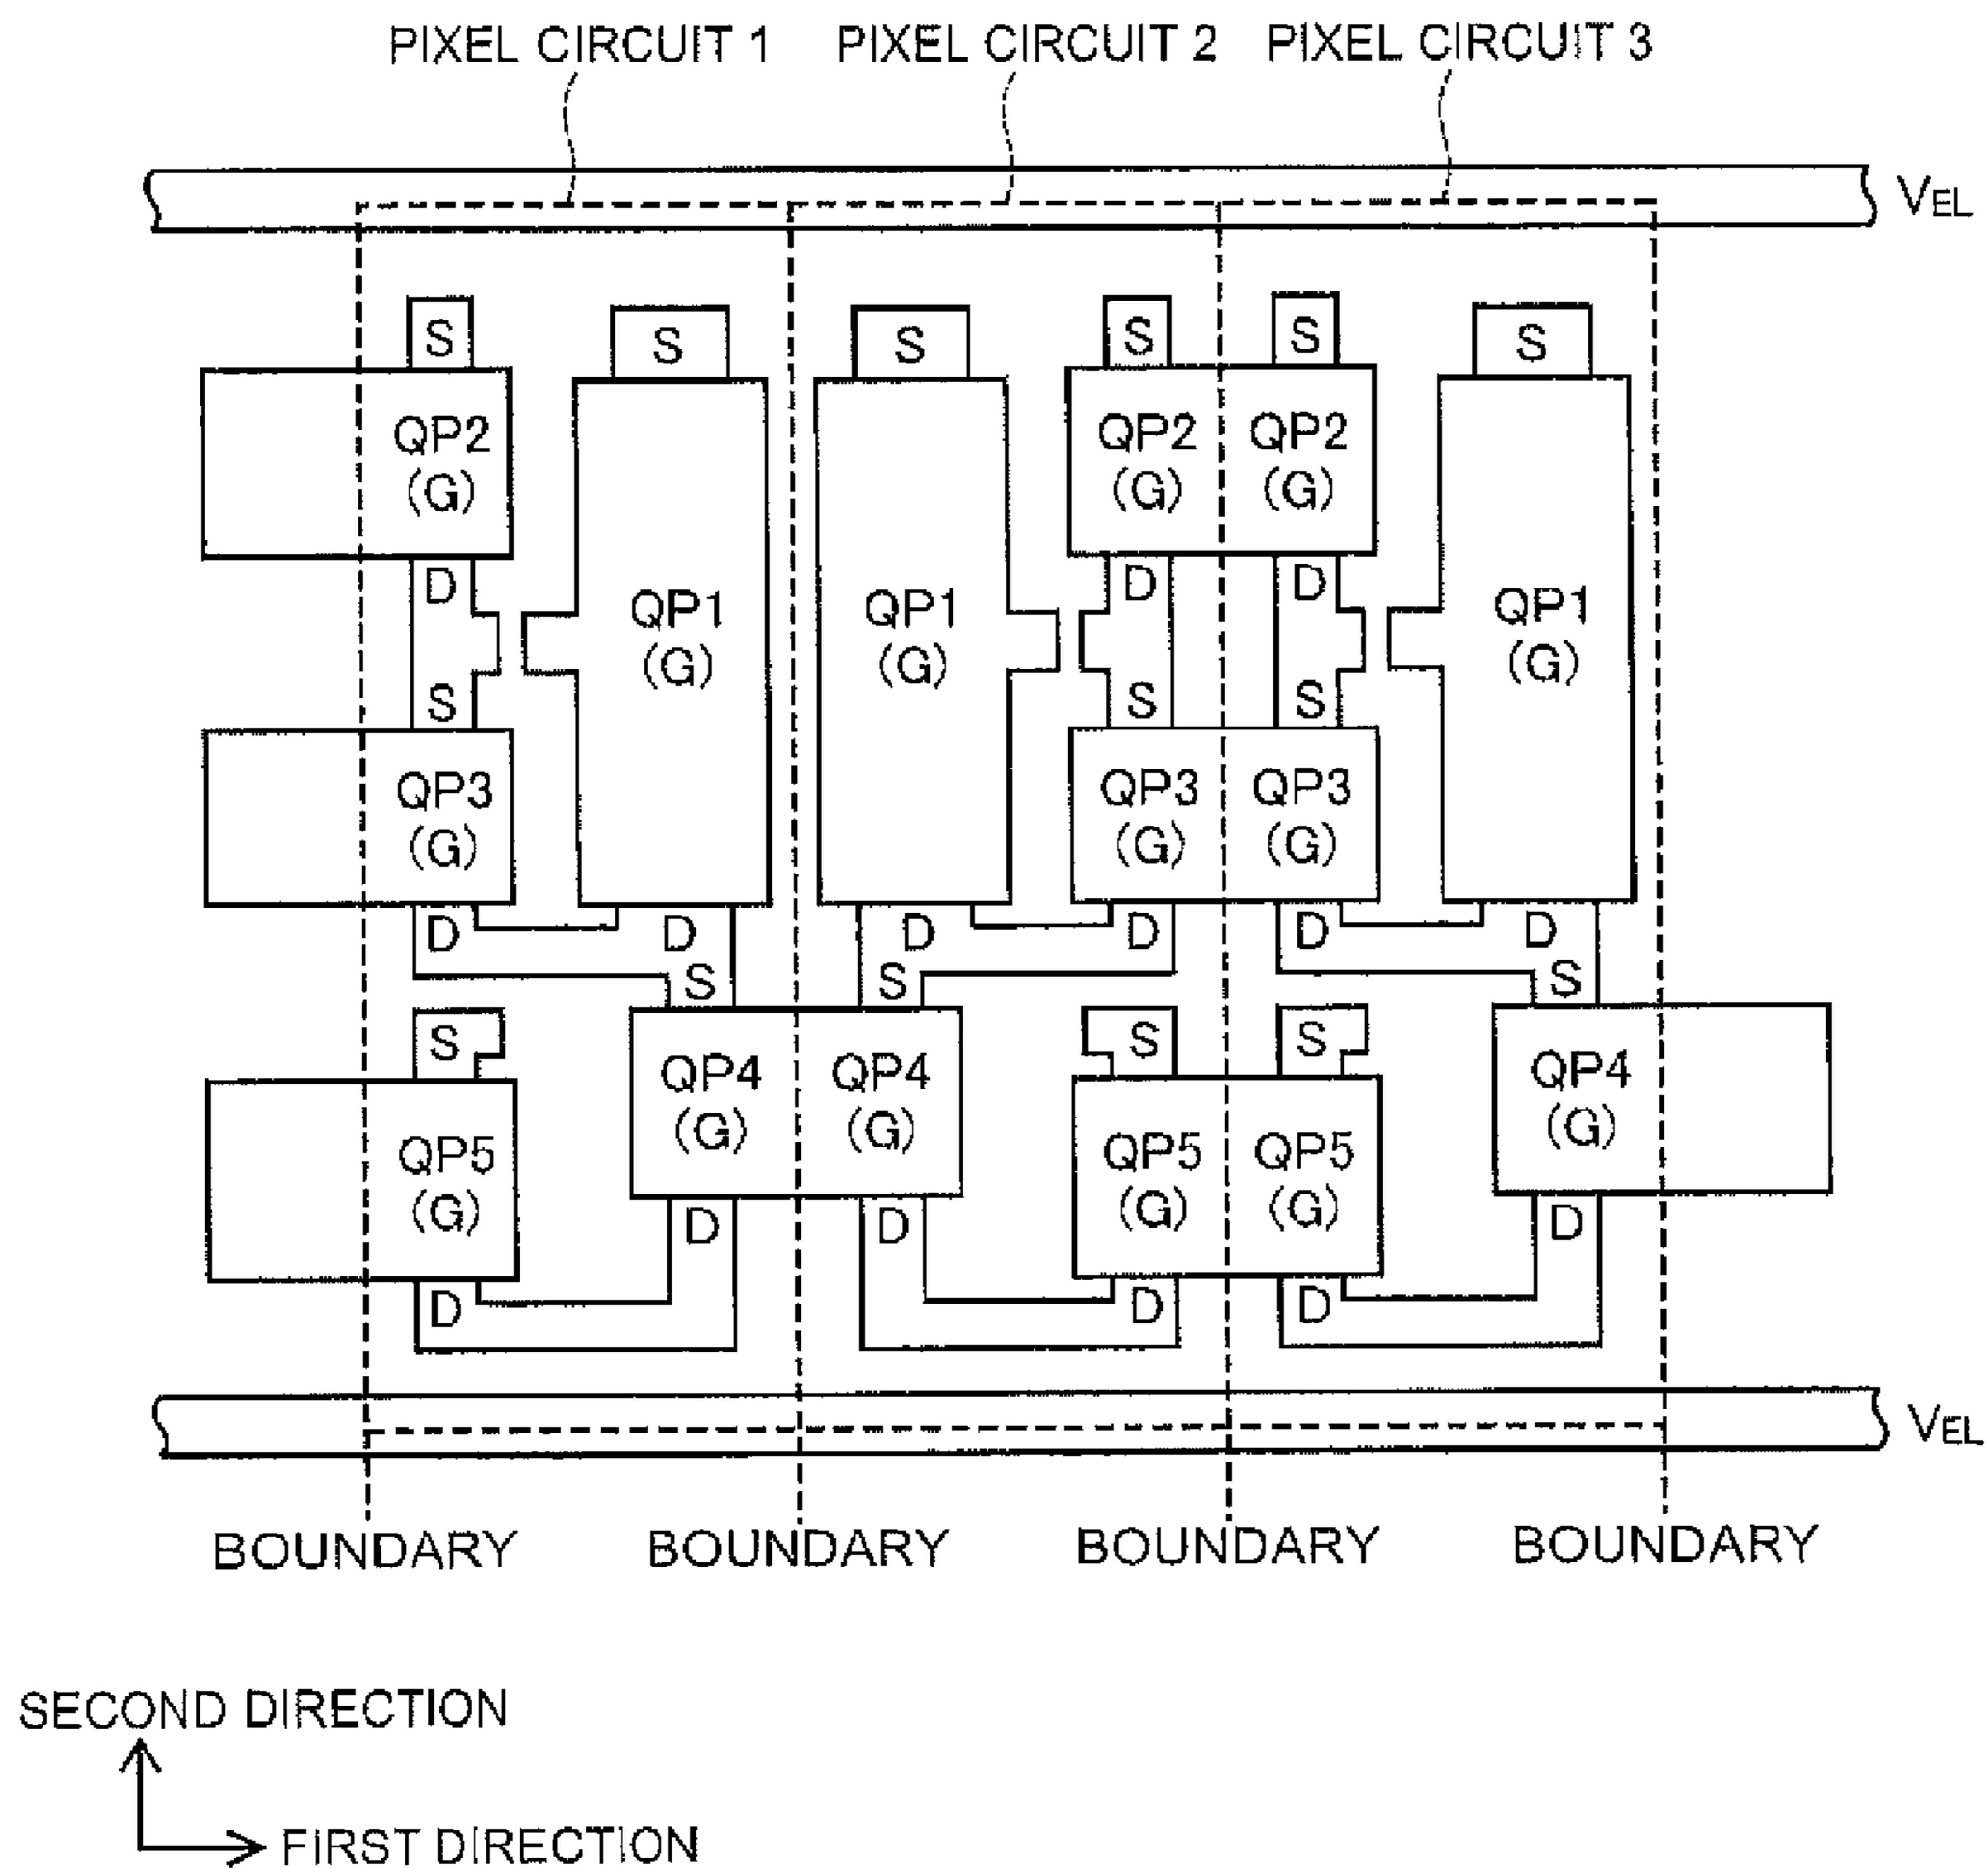 PIXEL CIRCUIT 1 PIXEL CIRCUIT 2 PIXEL CIRCUIT 3
VEL
S S S S S S
QP2 QP2 QP2
(G) (G) (G)
D D D
QP1 QP1 QP1
(G) (G) (G)
S S S
QP3 QP3 QP3
(G) (G) (G)
D D D D D D
S S S
S S S
QP4 QP4 QP4
(G) (G) (G)
QP5 QP5 QP5
(G) (G) (G)
D D D
D D D
VEL
BOUNDARY BOUNDARY BOUNDARY BOUNDARY
SECOND DIRECTION
FIRST DIRECTION